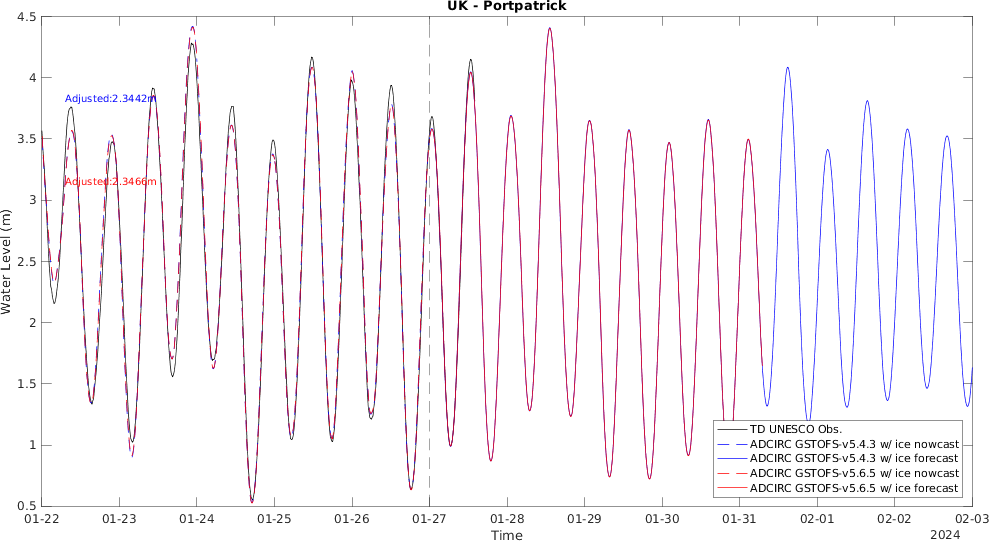 UK - Portpatrick
4.5
4
3.5
3
2.5
2
1.5
1
0.5
Water Level (m)
Adjusted:2.3442m
Adjusted:2.3466m
TD UNESCO Obs.
ADCIRC GSTOFS-v5.4.3 w/ ice nowcast
ADCIRC GSTOFS-v5.4.3 w/ ice forecast
ADCIRC GSTOFS-v5.6.5 w/ ice nowcast
ADCIRC GSTOFS-v5.6.5 w/ ice forecast
01-22 01-23 01-24 01-25 01-26 01-27 01-28 01-29 01-30 01-31 02-01 02-02 02-03
Time
2024